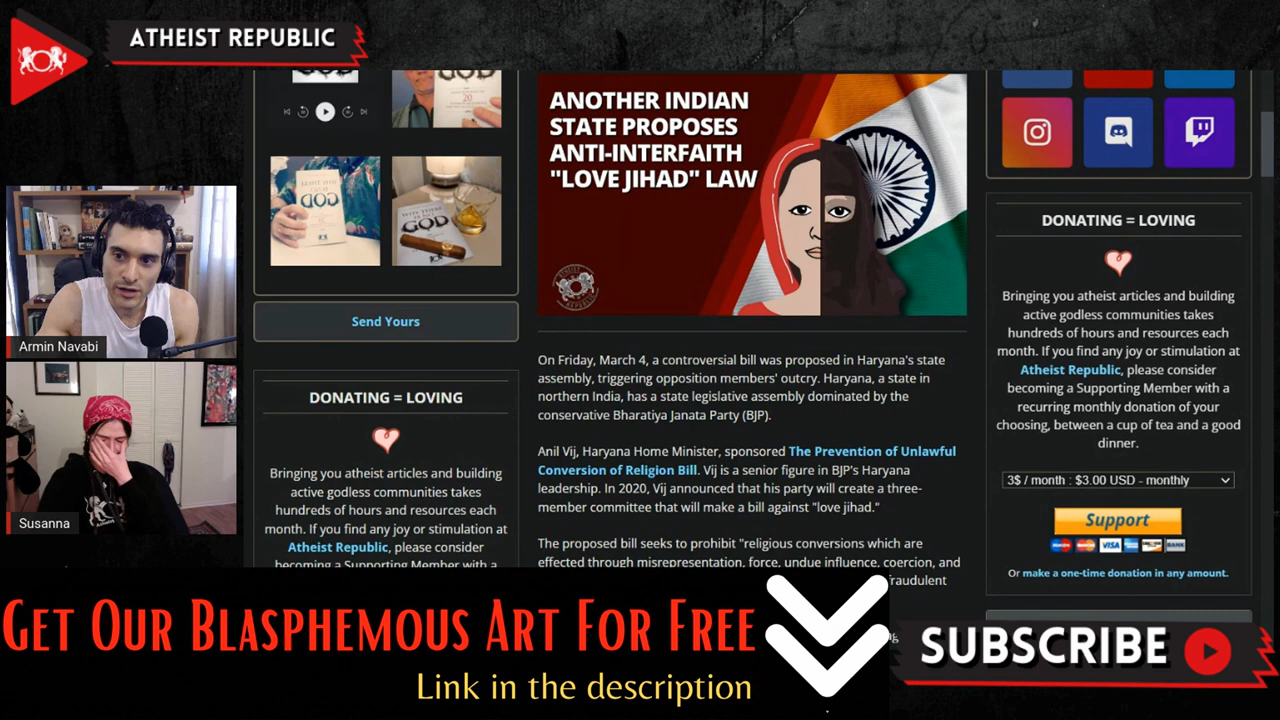 ATHEIST REPUBLIC
GOD
GOD
GOD
GOD
Send Yours
DONATING = LOVING
Bringing you atheist articles and building
active godless communities takes
hundreds of hours and resources each
month. If you find any joy or stimulation at
Atheist Republic, please consider
becoming a Supporting Member with a
ANOTHER INDIAN
STATE PROPOSES
ANTI-INTERFAITH
"LOVE JIHAD" LAW
On Friday, March 4, a controversial bill was proposed in Haryana's state
assembly, triggering opposition members' outcry. Haryana, a state in
northern India, has a state legislative assembly dominated by the
conservative Bharatiya Janata Party (BJP).
Anil Vij, Haryana Home Minister, sponsored The Prevention of Unlawful
Conversion of Religion Bill. Vij is a senior figure in BJP's Haryana
leadership. In 2020, Vij announced that his party will create a three-
member committee that will make a bill against "love jihad."
The proposed bill seeks to prohibit "religious conversions which are
effected through misrepresentation, force, undue influence, coercion, and
fraudulent
DONATING = LOVING
Bringing you atheist articles and building
active godless communities takes
hundreds of hours and resources each
month. If you find any joy or stimulation at
Atheist Republic, please consider
becoming a Supporting Member with a
recurring monthly donation of your
choosing, between a cup of tea and a good
dinner.
3$ / month : $3.00 USD - monthly
Support
VISA
BANK
Or make a one-time donation in any amount.
Armin Navabi
Susanna
GET OUR BLASPHEMOUS ART FOR FREE
Link in the description
SUBSCRIBE